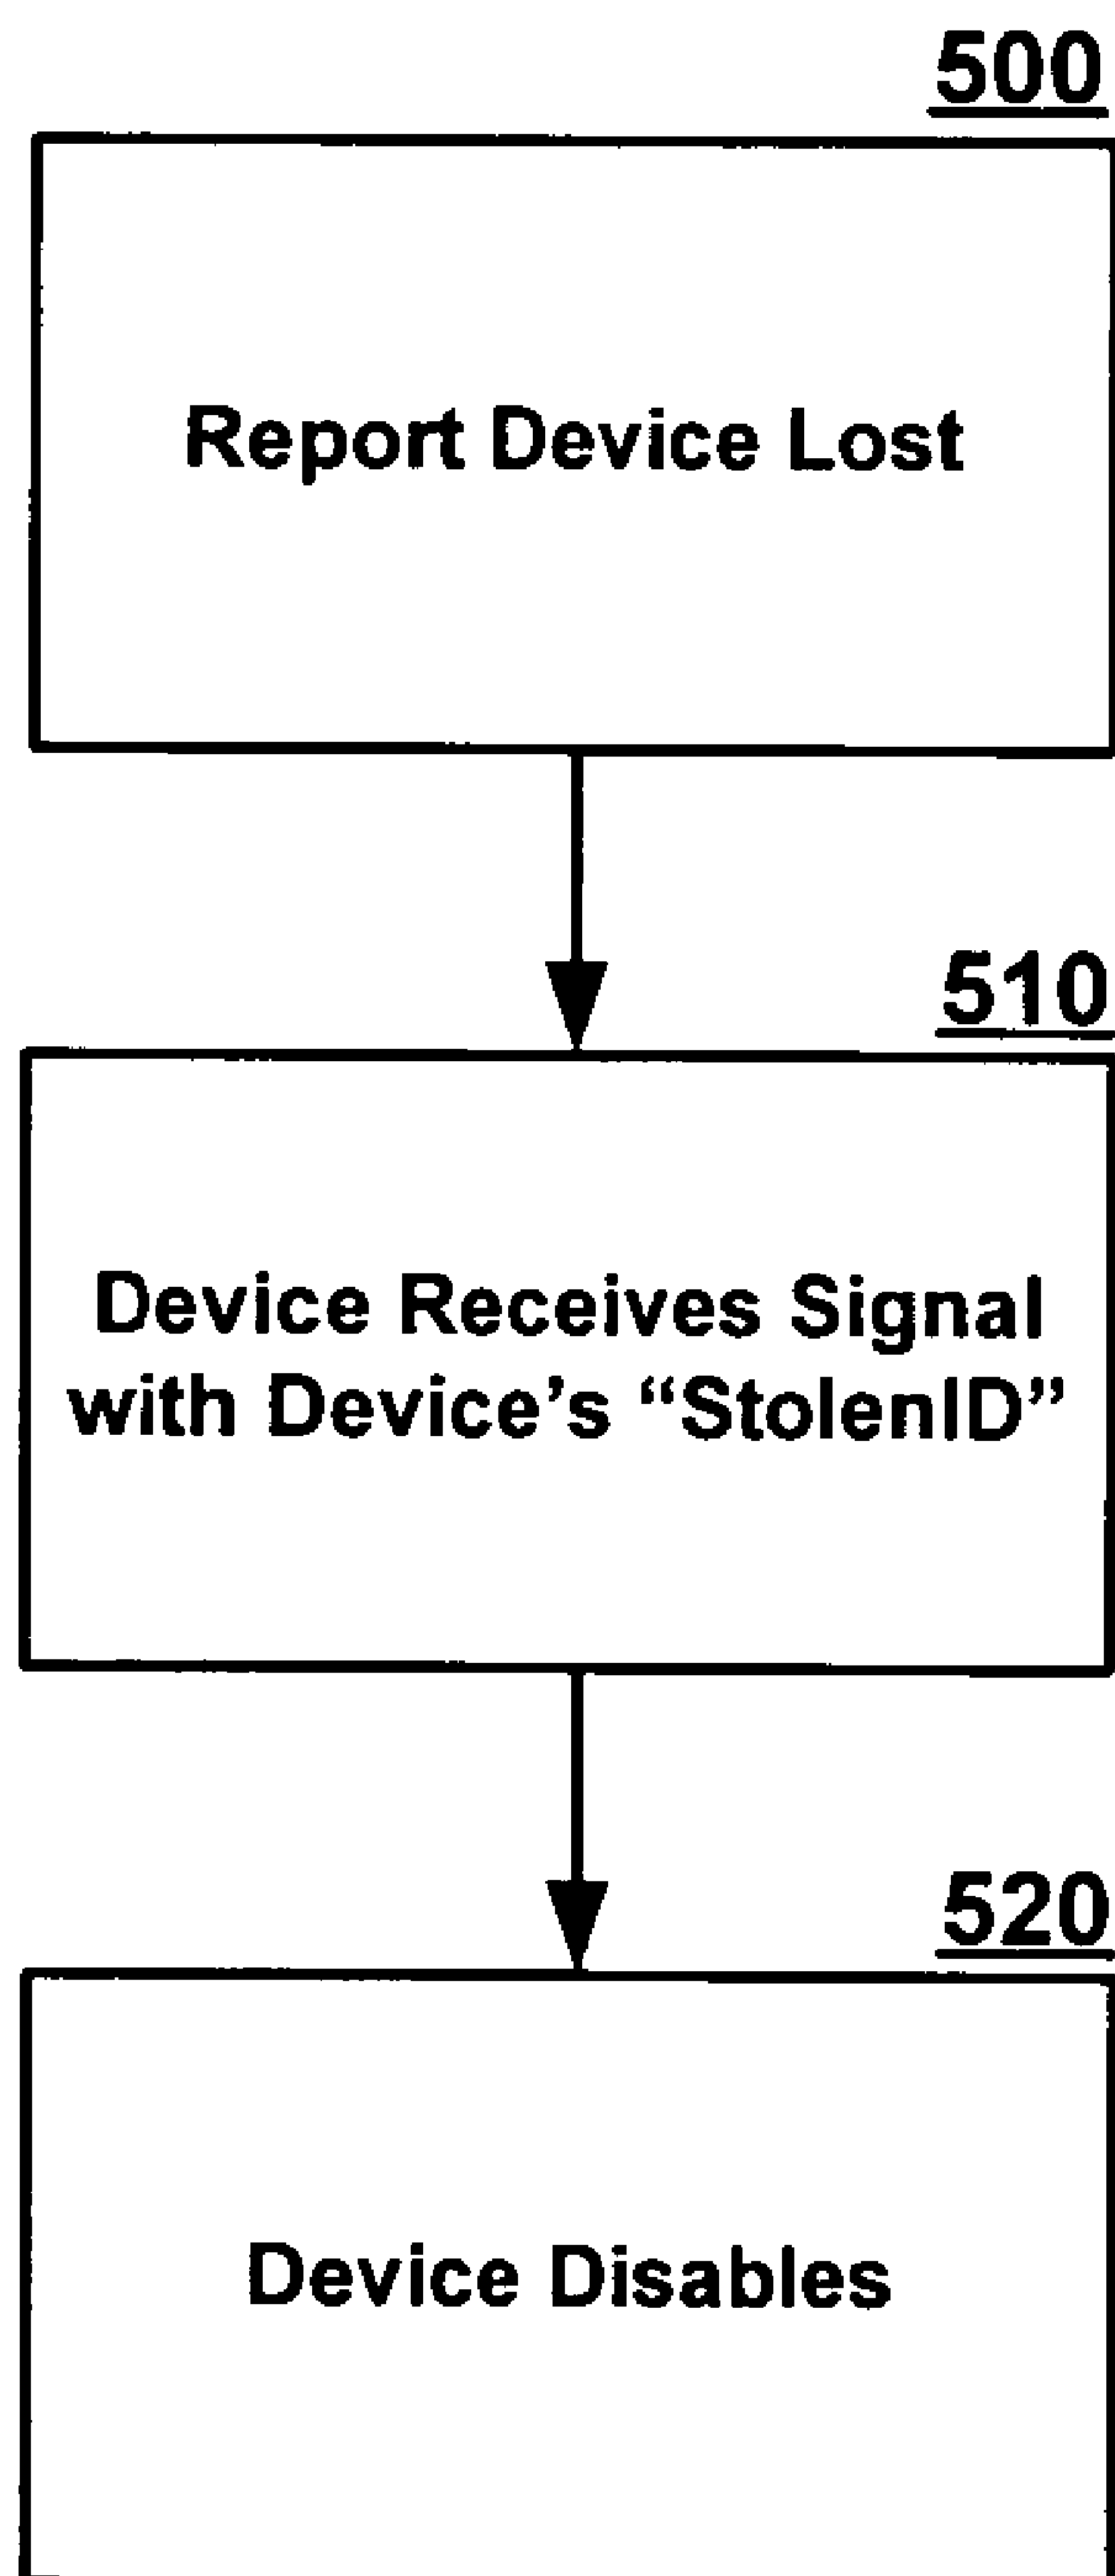 500
Report Device Lost
510
Device Receives Signal
with Device's “StolenID”
520
Device Disables